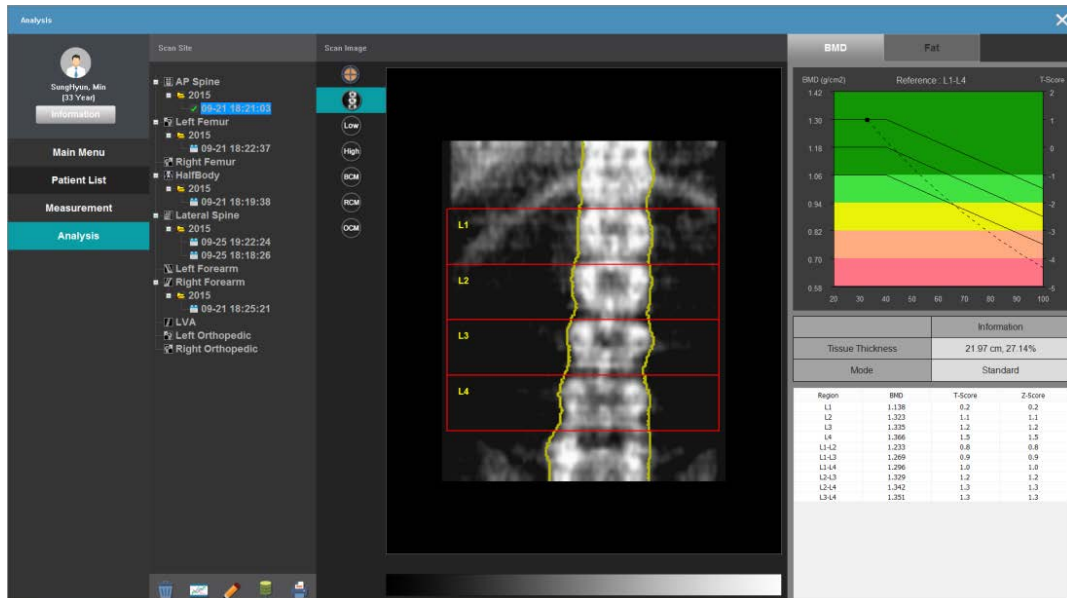 Analysis
SungHyun, Min
(33 Year)
Information
Main Menu
Patient List
Measurement
Analysis
Scan Site
AP Spine
2015
09-21 18:21:03
Left Femur
2015
09-21 18:22:37
Right Femur
HalfBody
2015
09-21 18:19:38
Lateral Spine
2015
09-25 19:22:24
09-25 18:18:26
Left Forearm
Right Forearm
2015
09-21 18:25:21
LVA
Left Orthopedic
Right Orthopedic
Scan Image
Low
High
BCM
RCM
OCM
L1
L2
L3
L4
BMD Fat
BMD (g/cm2) Reference : L1-L4 T-Score
1.42 2
1.30 1
1.18 0
1.06 -1
0.94 -2
0.82 -3
0.70 -4
0.58 -5
20 30 40 50 60 70 80 90 100
Information
Tissue Thickness 21.97 cm, 27.14%
Mode Standard
Region BMD T-Score Z-Score
L1 1.138 0.2 0.2
L2 1.323 1.1 1.1
L3 1.335 1.2 1.2
L4 1.366 1.5 1.5
L1-L2 1.233 0.8 0.8
L1-L3 1.269 0.9 0.9
L1-L4 1.296 1.0 1.0
L2-L3 1.329 1.2 1.2
L2-L4 1.342 1.3 1.3
L3-L4 1.351 1.3 1.3